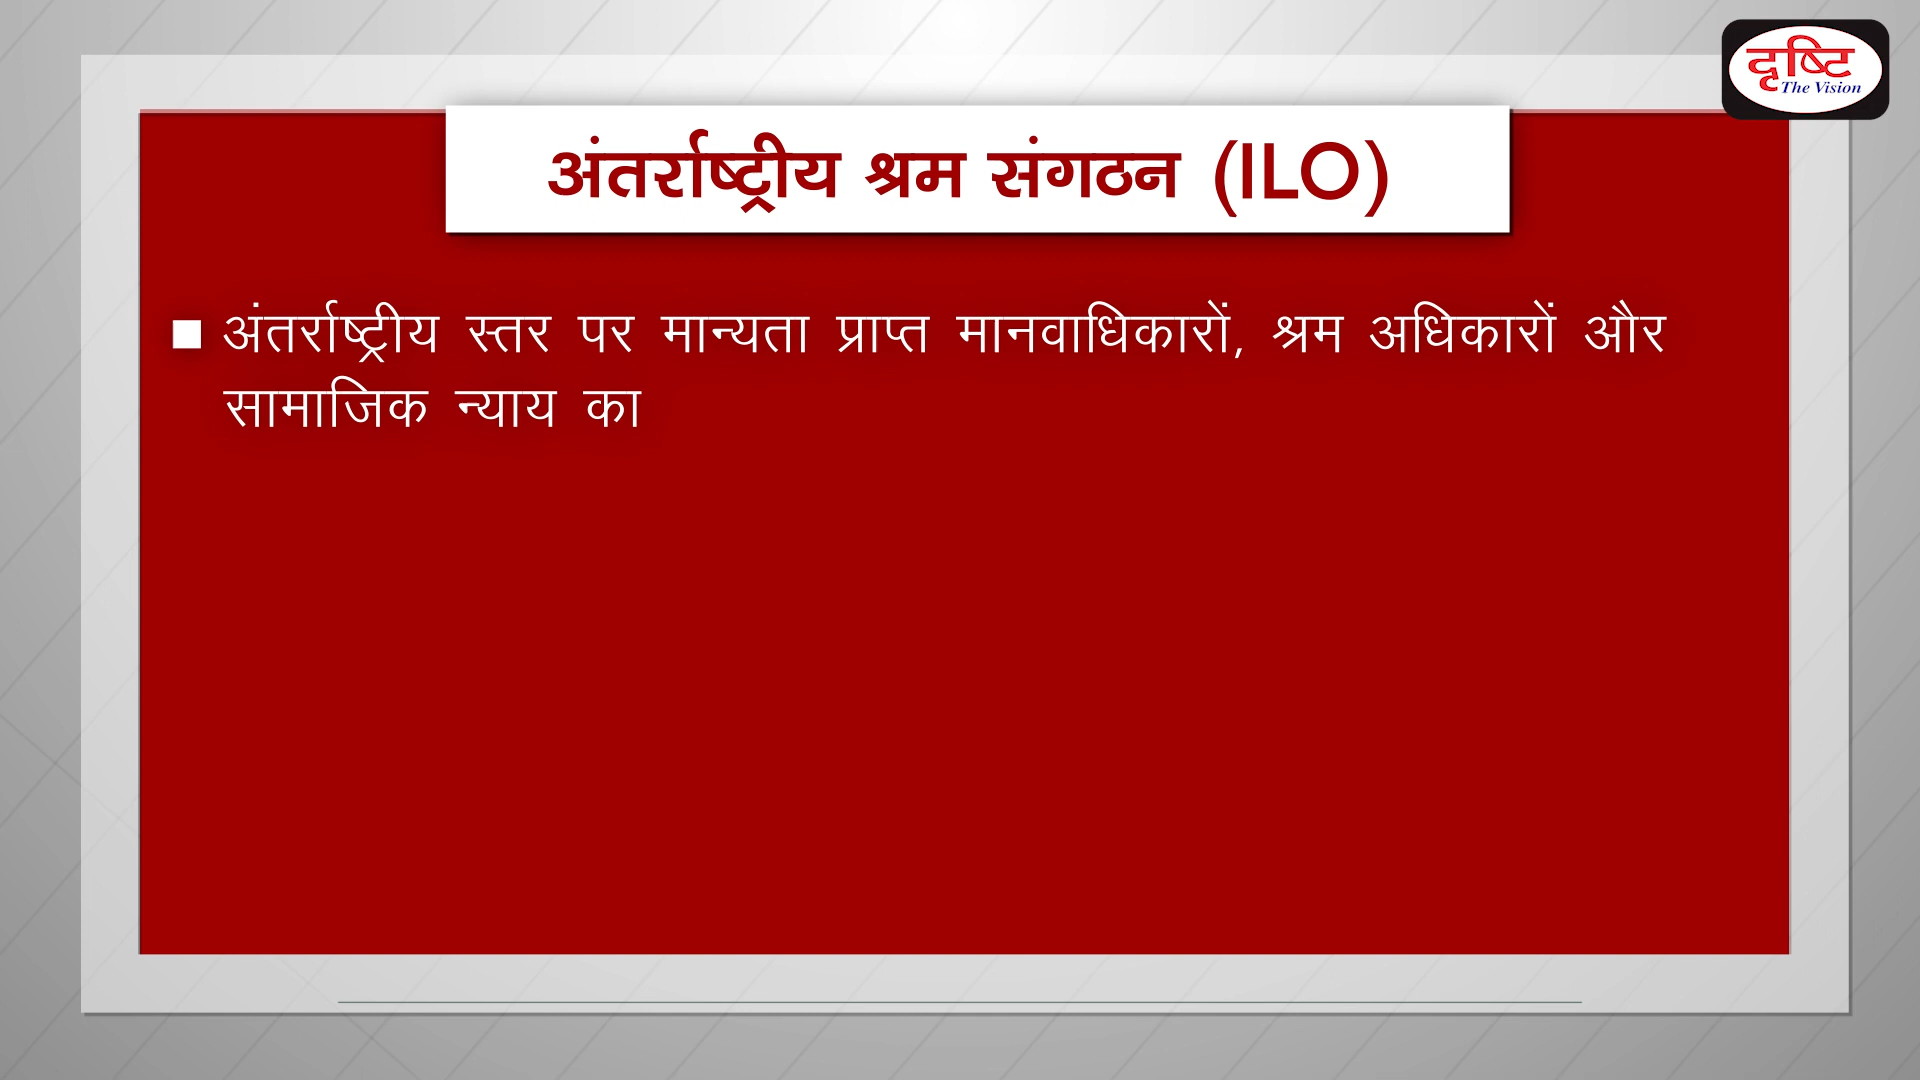 दृष्टि
The Vision
अंतर्राष्ट्रीय श्रम संगठन (ILO)
■ अंतर्राष्ट्रीय स्तर पर मान्यता प्राप्त मानवाधिकारों, श्रम अधिकारों और
सामाजिक न्याय का